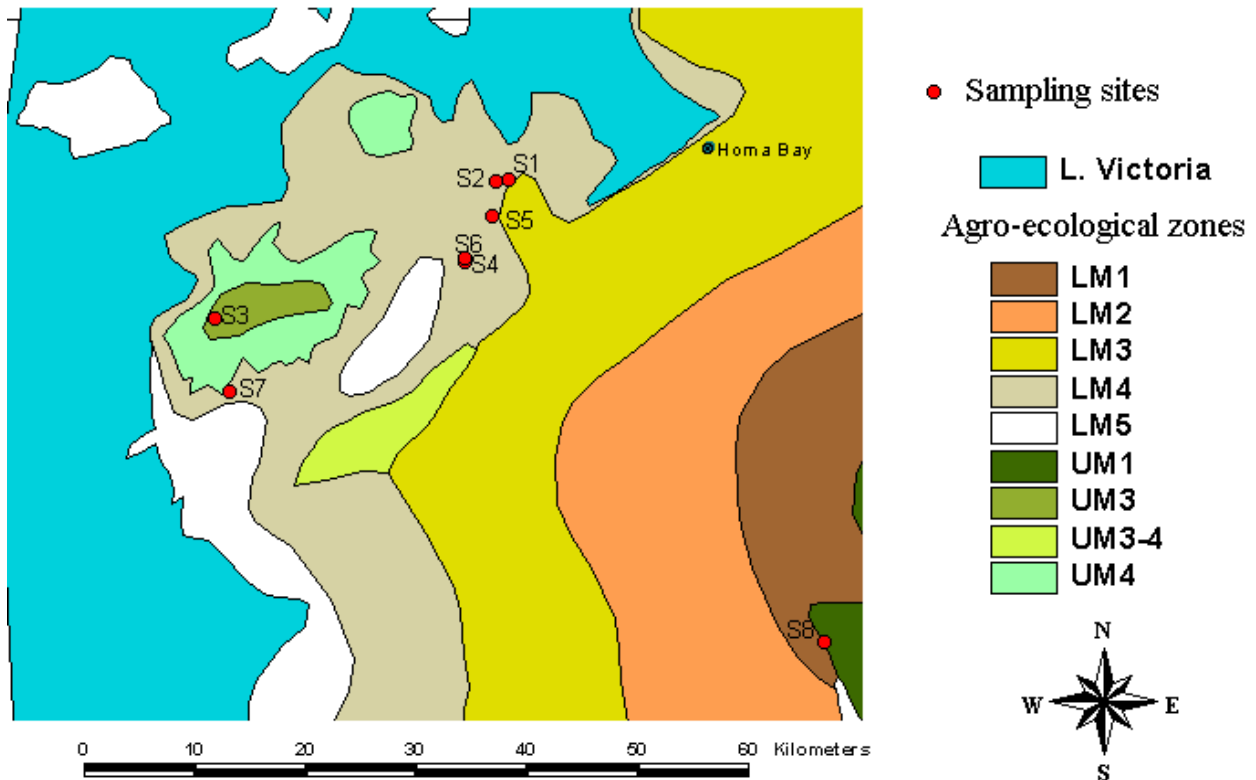 Sampling sites
Homa Bay
L. Victoria
S1
S2
S5
Agro-ecological zones
S6
S4
LM1
LM2
S3
LM3
LM4
S7
LM5
UM1
UM3
UM3-4
UM4
S8
N
W E
S
0 10 20 30 40 50 60 Kilometers